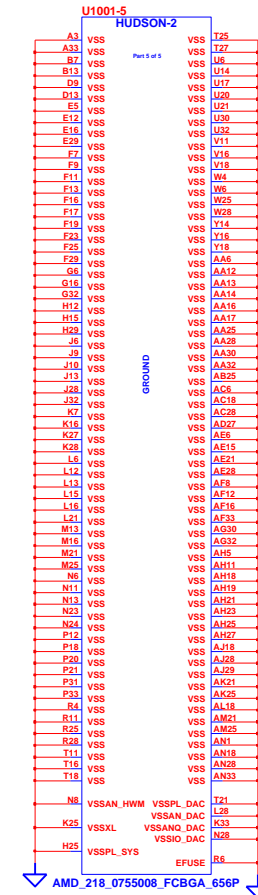 U1001-5
HUDSON-2
A3 VSS VSS T25
A33 VSS VSS T27
Part 5 of 5
B7 VSS VSS U6
B13 VSS VSS U14
D9 VSS VSS U17
D13 VSS VSS U20
E5 VSS VSS U21
E12 VSS VSS U30
E16 VSS VSS U32
E29 VSS VSS V11
F7 VSS VSS V16
F9 VSS VSS V18
F11 VSS VSS W4
F13 VSS VSS W6
F16 VSS VSS W25
F17 VSS VSS W28
F19 VSS VSS Y14
F23 VSS VSS Y16
F25 VSS VSS Y18
F29 VSS VSS AA6
G6 VSS VSS AA12
G16 VSS VSS AA13
G32 VSS VSS AA14
H12 VSS VSS AA16
H15 VSS VSS AA17
H29 VSS VSS AA25
J6 VSS VSS AA28
J9 VSS VSS AA30
J10 VSS VSS AA32
J13 VSS VSS AB25
J28 VSS VSS AC6
J32 VSS VSS AC18
K7 VSS VSS AC28
GROUND
K16 VSS VSS AD27
K27 VSS VSS AE6
K28 VSS VSS AE15
L6 VSS VSS AE21
L12 VSS VSS AE28
L13 VSS VSS AF8
L15 VSS VSS AF12
L16 VSS VSS AF16
L21 VSS VSS AF33
M13 VSS VSS AG30
M16 VSS VSS AG32
M21 VSS VSS AH5
M25 VSS VSS AH11
N6 VSS VSS AH18
N11 VSS VSS AH19
N13 VSS VSS AH21
N23 VSS VSS AH23
N24 VSS VSS AH25
P12 VSS VSS AH27
P18 VSS VSS AJ18
P20 VSS VSS AJ28
P21 VSS VSS AJ29
P31 VSS VSS AK21
P33 VSS VSS AK25
R4 VSS VSS AL18
R11 VSS VSS AM21
R25 VSS VSS AM25
R28 VSS VSS AN1
T11 VSS VSS AN18
T16 VSS VSS AN28
T18 VSS VSS AN33
N8 VSSAN_HWM VSSPL_DAC T21
VSSAN_DAC L28
K25 VSSXL VSSANQ_DAC K33
VSSIO_DAC N28
H25 VSSPL_SYS
EFUSE R6
AMD_218_0755008_FCBGA_656P